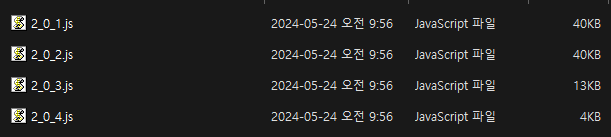 2_0_1.js 2024-05-24 오전 9:56 JavaScript 파일 40KB
2_0_2.js 2024-05-24 오전 9:56 JavaScript 파일 40KB
2_0_3.js 2024-05-24 오전 9:56 JavaScript 파일 13KB
2_0_4.js 2024-05-24 오전 9:56 JavaScript 파일 4KB